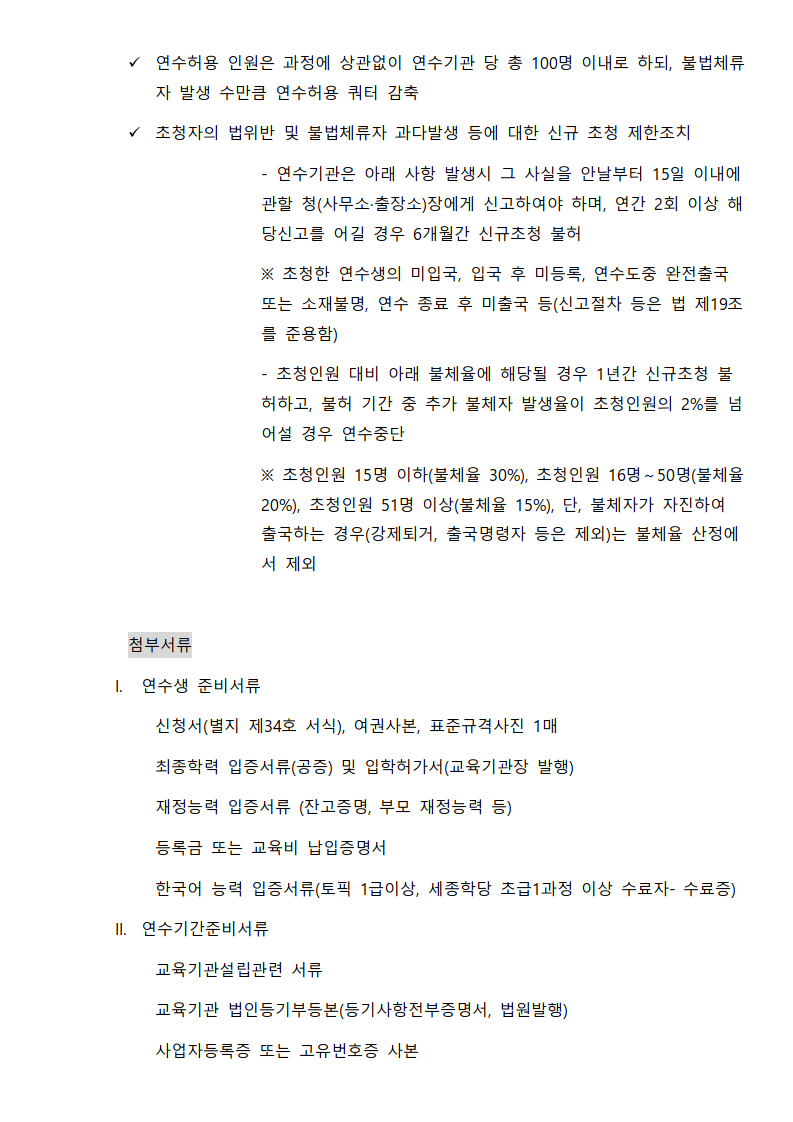 ✓ 연수허용 인원은 과정에 상관없이 연수기관 당 총 100명 이내로 하되, 불법체류
자 발생 수만큼 연수허용 쿼터 감축
✓ 초청자의 법위반 및 불법체류자 과다발생 등에 대한 신규 초청 제한조치
- 연수기관은 아래 사항 발생시 그 사실을 안날부터 15일 이내에
관할 청(사무소·출장소)장에게 신고하여야 하며, 연간 2회 이상 해
당신고를 어길 경우 6개월간 신규초청 불허
※ 초청한 연수생의 미입국, 입국 후 미등록, 연수도중 완전출국
또는 소재불명, 연수 종료 후 미출국 등(신고절차 등은 법 제19조
를 준용함)
- 초청인원 대비 아래 불체율에 해당될 경우 1년간 신규초청 불
허하고, 불허 기간 중 추가 불체자 발생율이 초청인원의 2%를 넘
어설 경우 연수중단
※ 초청인원 15명 이하(불체율 30%), 초청인원 16명~50명(불체율
20%), 초청인원 51명 이상(불체율 15%), 단, 불체자가 자진하여
출국하는 경우(강제퇴거, 출국명령자 등은 제외)는 불체율 산정에
서 제외
첨부서류
I. 연수생 준비서류
신청서(별지 제34호 서식), 여권사본, 표준규격사진 1매
최종학력 입증서류(공증) 및 입학허가서(교육기관장 발행)
재정능력 입증서류 (잔고증명, 부모 재정능력 등)
등록금 또는 교육비 납입증명서
한국어 능력 입증서류(토픽 1급이상, 세종학당 초급1과정 이상 수료자- 수료증)
II. 연수기간준비서류
교육기관설립관련 서류
교육기관 법인등기부등본(등기사항전부증명서, 법원발행)
사업자등록증 또는 고유번호증 사본